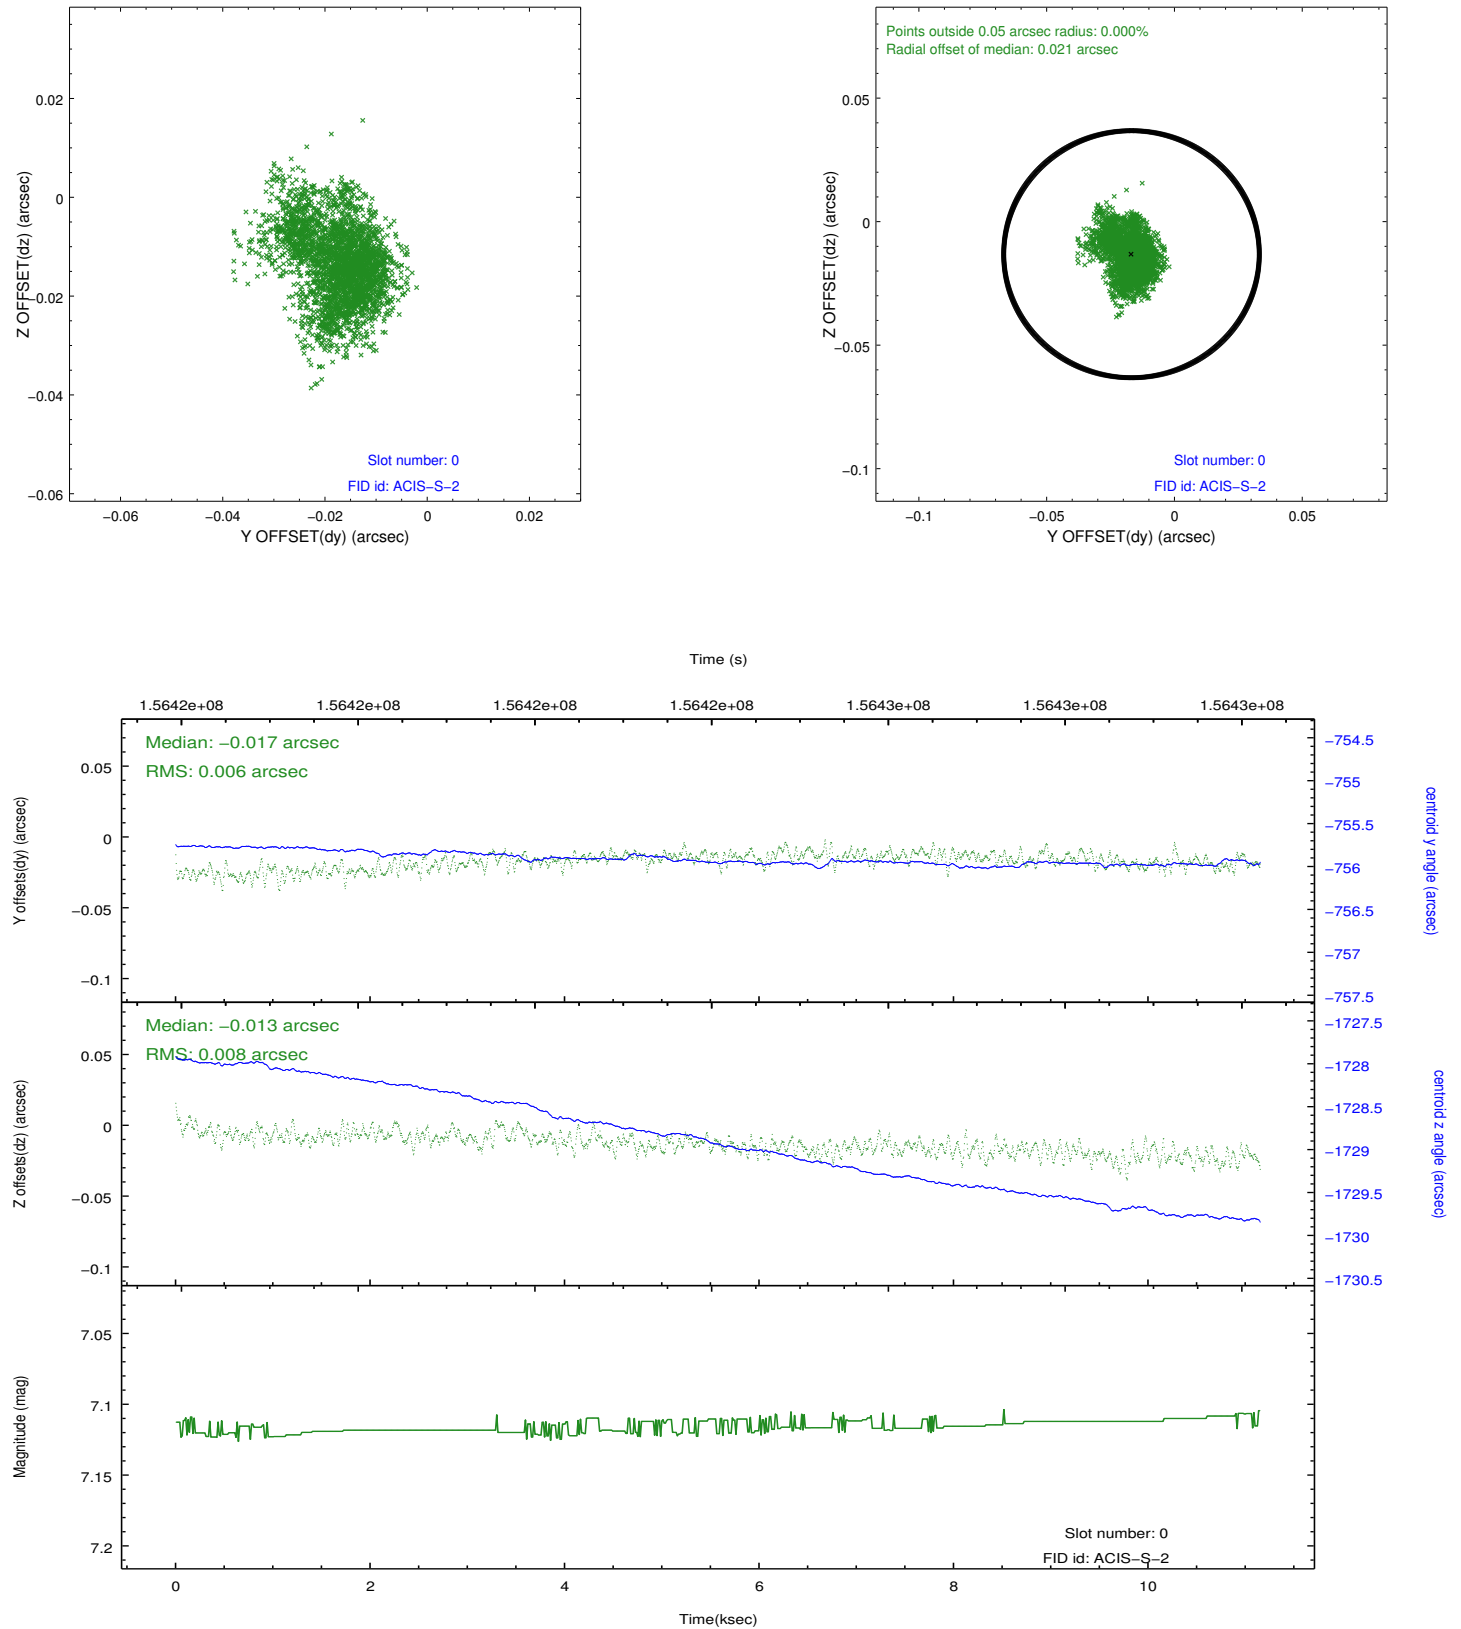 0.02
0
−0.02
−0.04
−0.06
Z OFFSET(dz) (arcsec)
Slot number: 0
FID id: ACIS−S−2
−0.06
−0.04
−0.02
0
0.02
Y OFFSET(dy) (arcsec)
Points outside 0.05 arcsec radius: 0.000%
Radial offset of median: 0.021 arcsec
0.05
0
−0.05
−0.1
Z OFFSET(dz) (arcsec)
Slot number: 0
FID id: ACIS−S−2
−0.1
−0.05
0
0.05
Y OFFSET(dy) (arcsec)
Time (s)
1.5642e+08
1.5642e+08
1.5642e+08
1.5642e+08
1.5643e+08
1.5643e+08
1.5643e+08
Median: −0.017 arcsec
RMS: 0.006 arcsec
0.05
0
−0.05
−0.1
Y offsets(dy) (arcsec)
−754.5
−755
−755.5
−756
−756.5
−757
−757.5
centroid y angle (arcsec)
Median: −0.013 arcsec
RMS: 0.008 arcsec
0.05
0
−0.05
−0.1
Z offsets(dz) (arcsec)
−1727.5
−1728
−1728.5
−1729
−1729.5
−1730
−1730.5
centroid z angle (arcsec)
7.05
7.1
7.15
7.2
Magnitude (mag)
Slot number: 0
FID id: ACIS−S−2
0
2
4
6
8
10
Time(ksec)